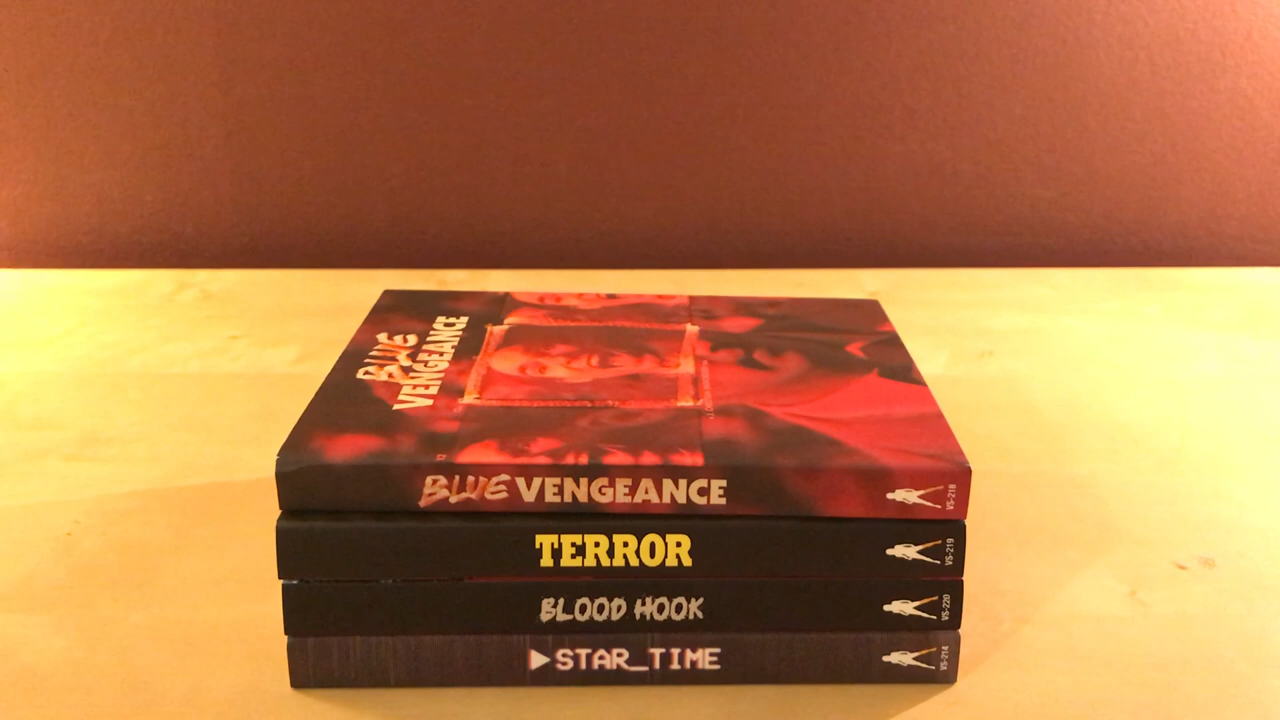 BLUE
VENGEANCE
BLUE VENGEANCE
VS-218
TERROR
VS-219
BLOOD HOOK
VS-220
STAR_TIME
VS-214